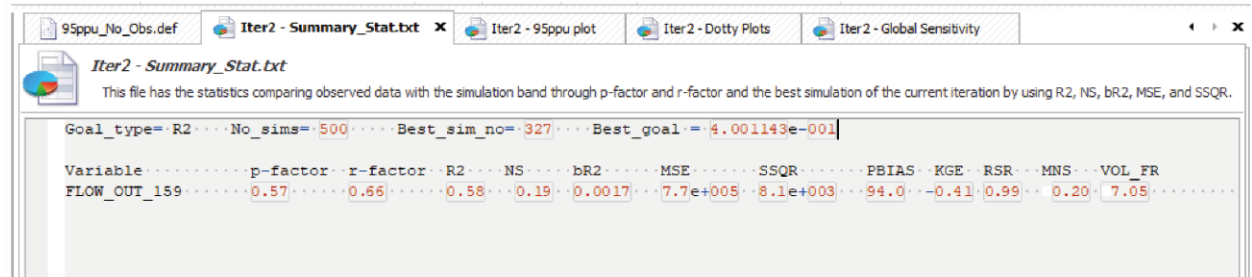 95ppu_No_Obs.def Iter2 - Summary_Stat.txt X Iter2 - 95ppu plot Iter2 - Dotty Plots Iter2 - Global Sensitivity
Iter2 - Summary_Stat.txt
This file has the statistics comparing observed data with the simulation band through p-factor and r-factor and the best simulation of the current iteration by using R2, NS, bR2, MSE, and SSQR.
Goal_type= R2 No_sims= 500 Best_sim_no= 327 Best_goal = 4.001143e-001
Variable p-factor r-factor R2 NS bR2 MSE SSQR PBIAS KGE RSR MNS VOL_FR
FLOW_OUT_159 0.57 0.66 0.58 0.19 0.0017 7.7e+005 8.1e+003 94.0 -0.41 0.99 0.20 7.05